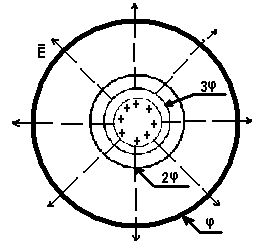 E̅
3φ
+ + + + + + + +
2φ
φ